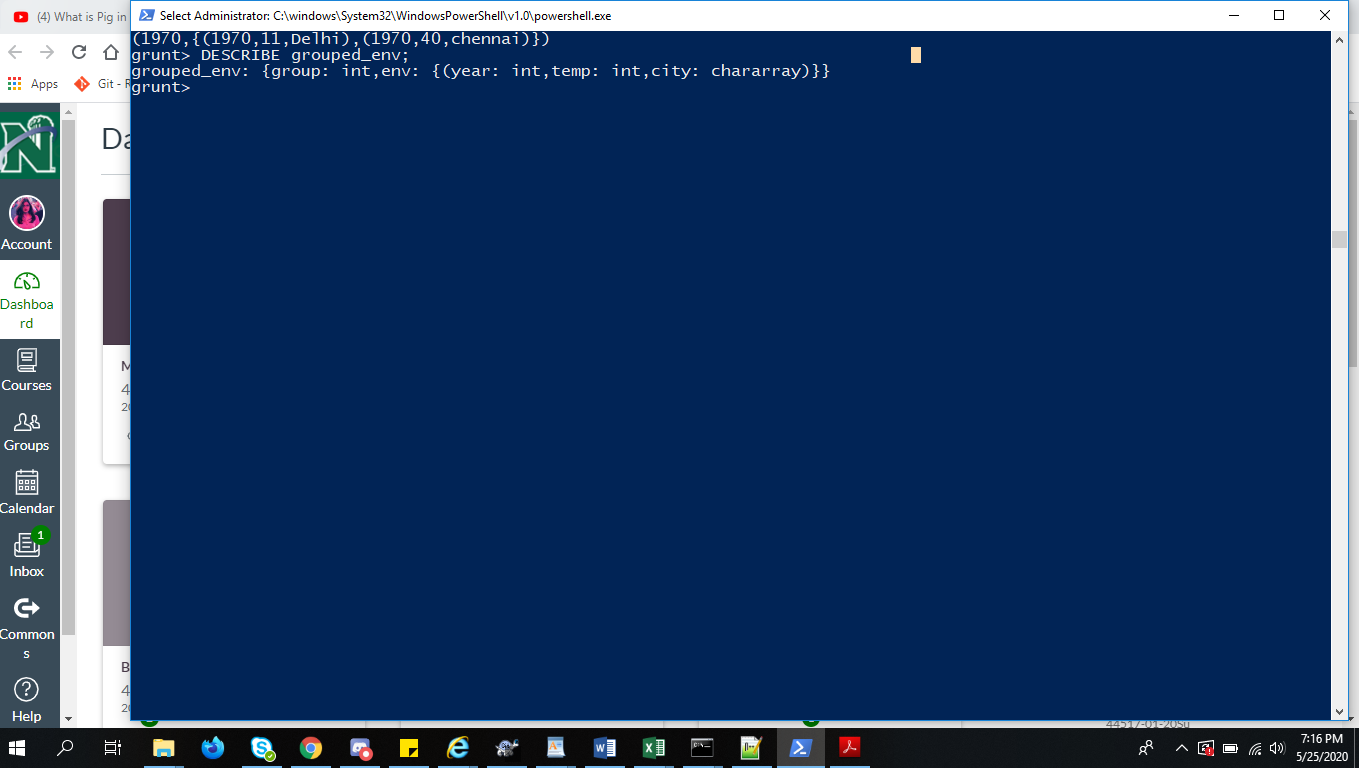 (4) What is Pig in
Select Administrator: C:\windows\System32\WindowsPowerShell\v1.0\powershell.exe
(1970,{(1970,11,Delhi),(1970,40,chennai)})
grunt> DESCRIBE grouped_env;
grouped_env: {group: int,env: {(year: int,temp: int,city: chararray)}}
grunt>
Apps
Git - R
N
Da
Account
Dashboa
rd
M
4
20
Courses
Groups
Calendar
1
Inbox
Common
s
B
4
20
Help
44517-01-20Su
7:16 PM
5/25/2020